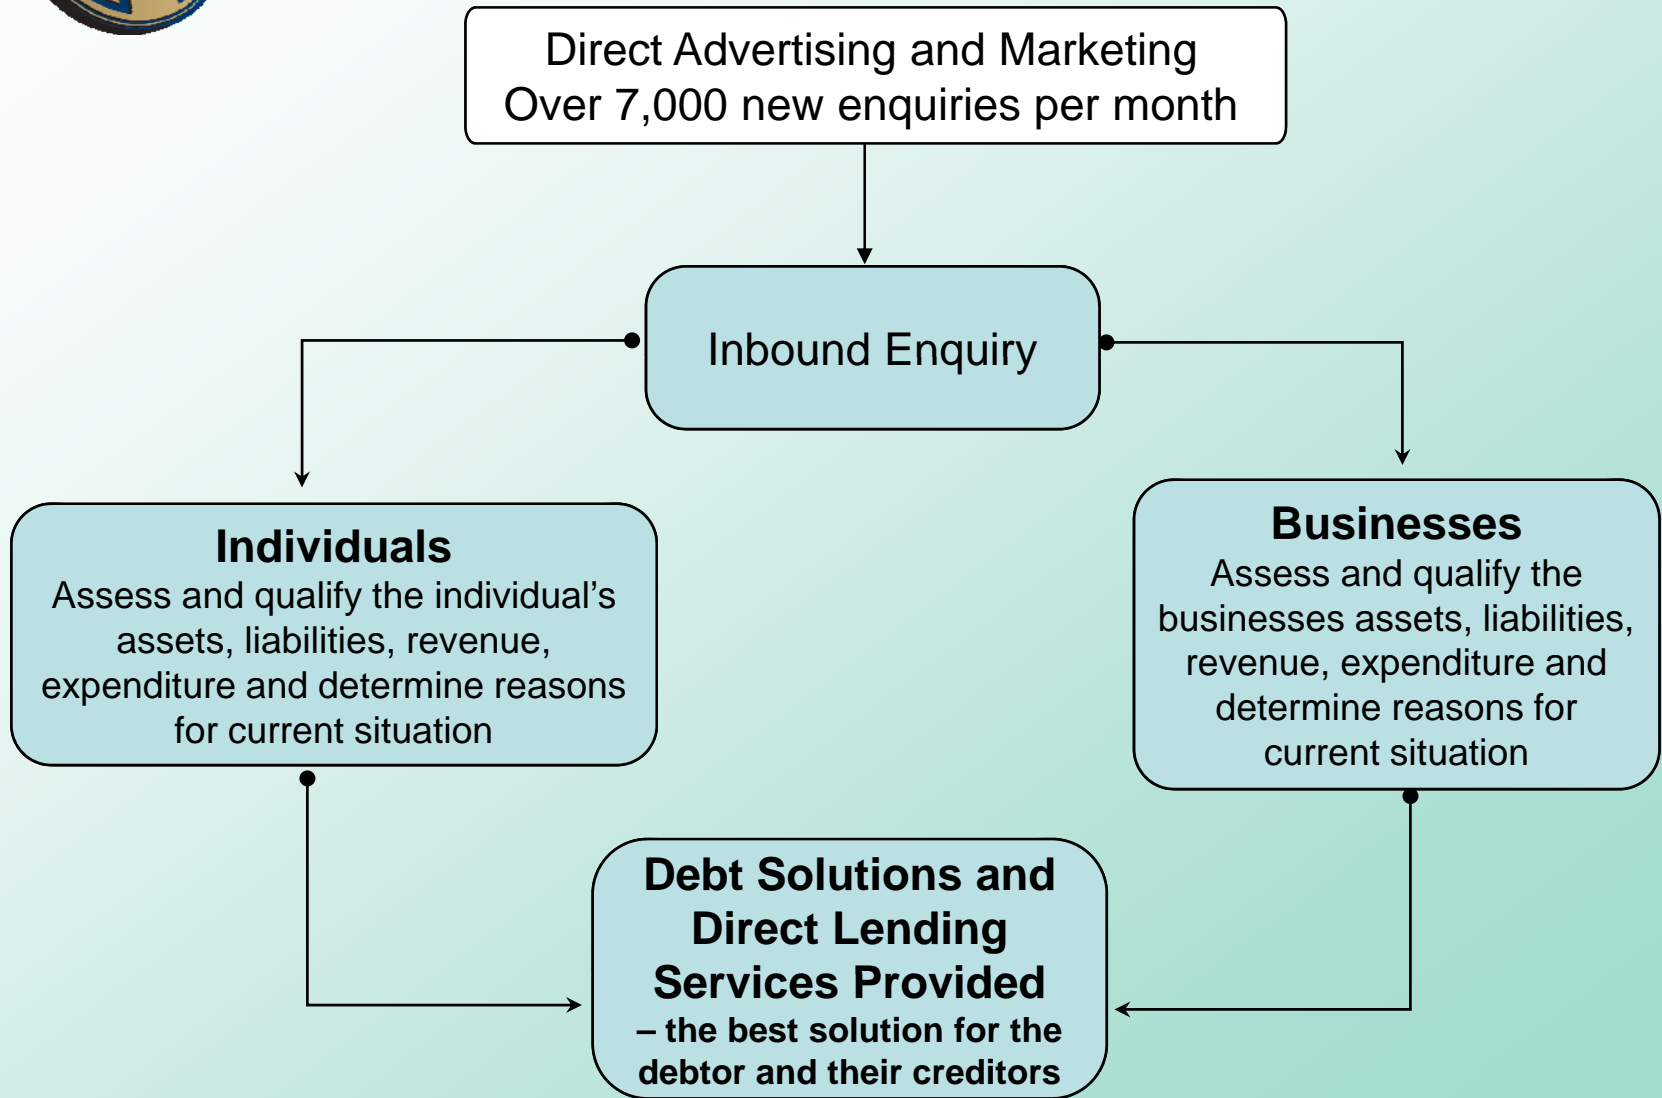 Direct Advertising and Marketing
Over 7,000 new enquiries per month
Inbound Enquiry
Individuals
Assess and qualify the individual’s
assets, liabilities, revenue,
expenditure and determine reasons
for current situation
Businesses
Assess and qualify the
businesses assets, liabilities,
revenue, expenditure and
determine reasons for
current situation
Debt Solutions and
Direct Lending
Services Provided
– the best solution for the
debtor and their creditors